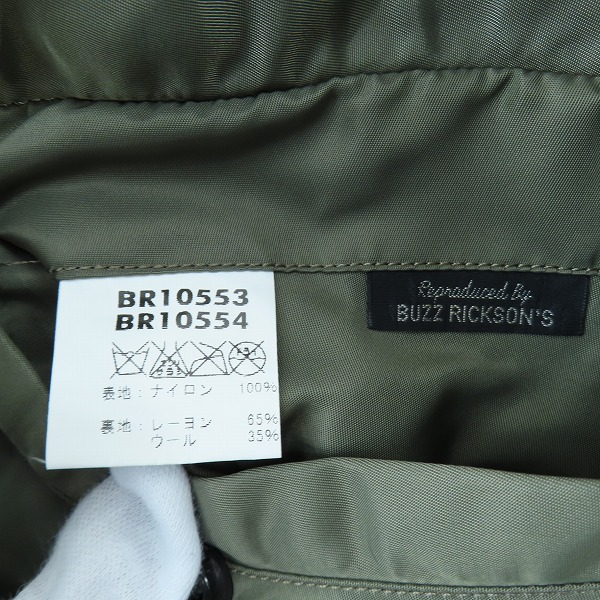 BR10553
BR10554
表地：ナイロン 100%
裏地：レーヨン 65%
ウール 35%
Reproduced By
BUZZ RICKSON'S